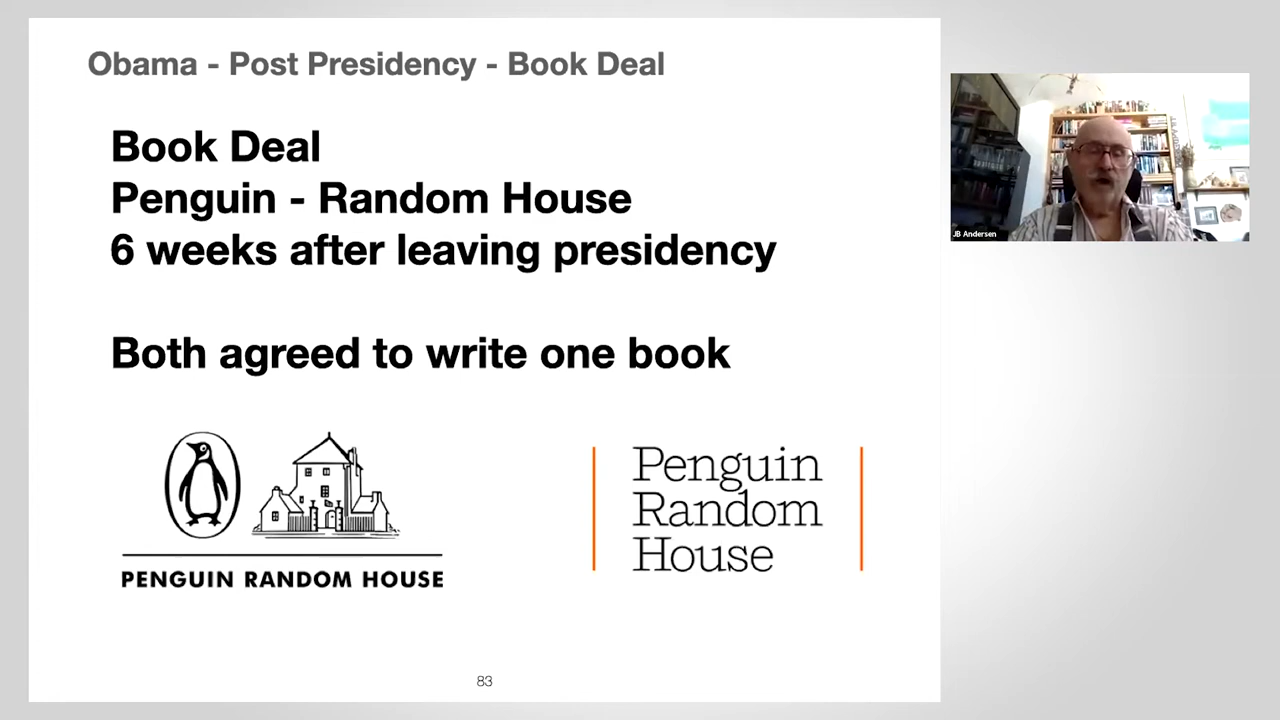 Obama - Post Presidency - Book Deal
Book Deal
Penguin - Random House
6 weeks after leaving presidency
Both agreed to write one book
PENGUIN RANDOM HOUSE
Penguin
Random
House
83
JB Andersen